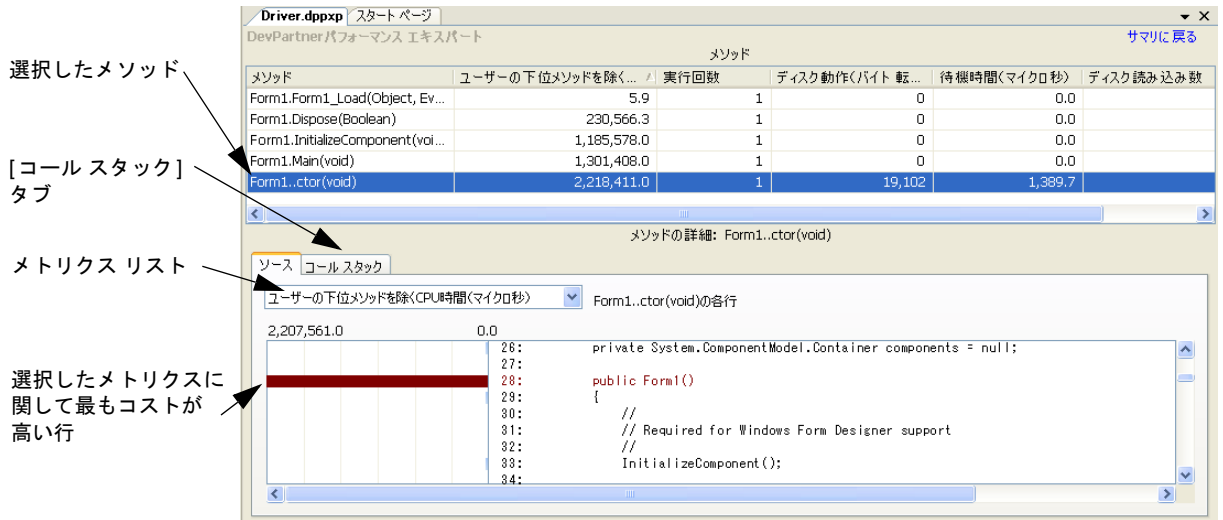 Driver.dppxp スタート ページ
DevPartnerパフォーマンス エキスパート
サマリに戻る
メソッド
メソッド ユーザーの下位メソッドを除く(... 実行回数 ディスク動作(バイト 転... 待機時間(マイクロ秒) ディスク読み込み数
Form1.Form1_Load(Object, Ev... 5.9 1 0 0.0
Form1.Dispose(Boolean) 230,566.3 1 0 0.0
Form1.InitializeComponent(voi... 1,185,578.0 1 0 0.0
Form1.Main(void) 1,301,408.0 1 0 0.0
Form1..ctor(void) 2,218,411.0 1 19,102 1,389.7
メソッドの詳細: Form1..ctor(void)
ソース コール スタック
ユーザーの下位メソッドを除くCPU時間(マイクロ秒)
Form1..ctor(void)の各行
2,207,561.0 0.0
26: private System.ComponentModel.Container components = null;
27:
28: public Form1()
29: {
30: //
31: // Required for Windows Form Designer support
32: //
33: InitializeComponent();
34:
選択したメソッド
[コール スタック]
タブ
メトリクス リスト
選択したメトリクスに
関して最もコストが
高い行